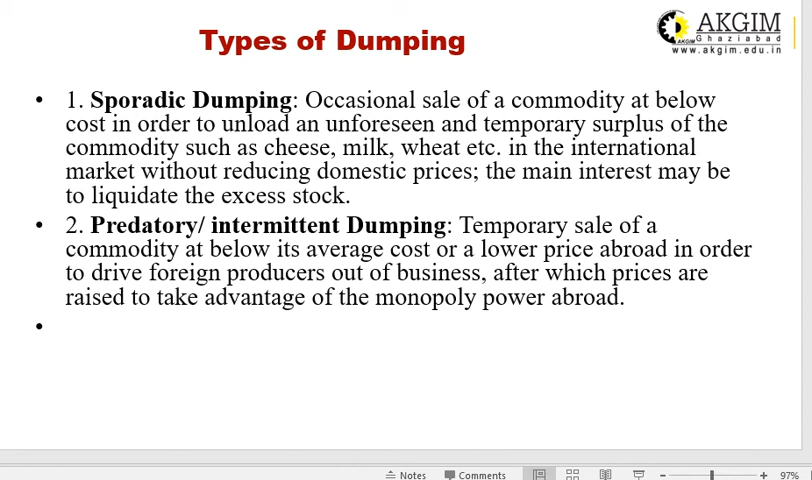 Types of Dumping
AKGIM
Ghaziabad
AKGIM
www.akgim.edu.in
• 1. Sporadic Dumping: Occasional sale of a commodity at below
cost in order to unload an unforeseen and temporary surplus of the
commodity such as cheese, milk, wheat etc. in the international
market without reducing domestic prices; the main interest may be
to liquidate the excess stock.
• 2. Predatory/ intermittent Dumping: Temporary sale of a
commodity at below its average cost or a lower price abroad in order
to drive foreign producers out of business, after which prices are
raised to take advantage of the monopoly power abroad.
•
Notes Comments 97%